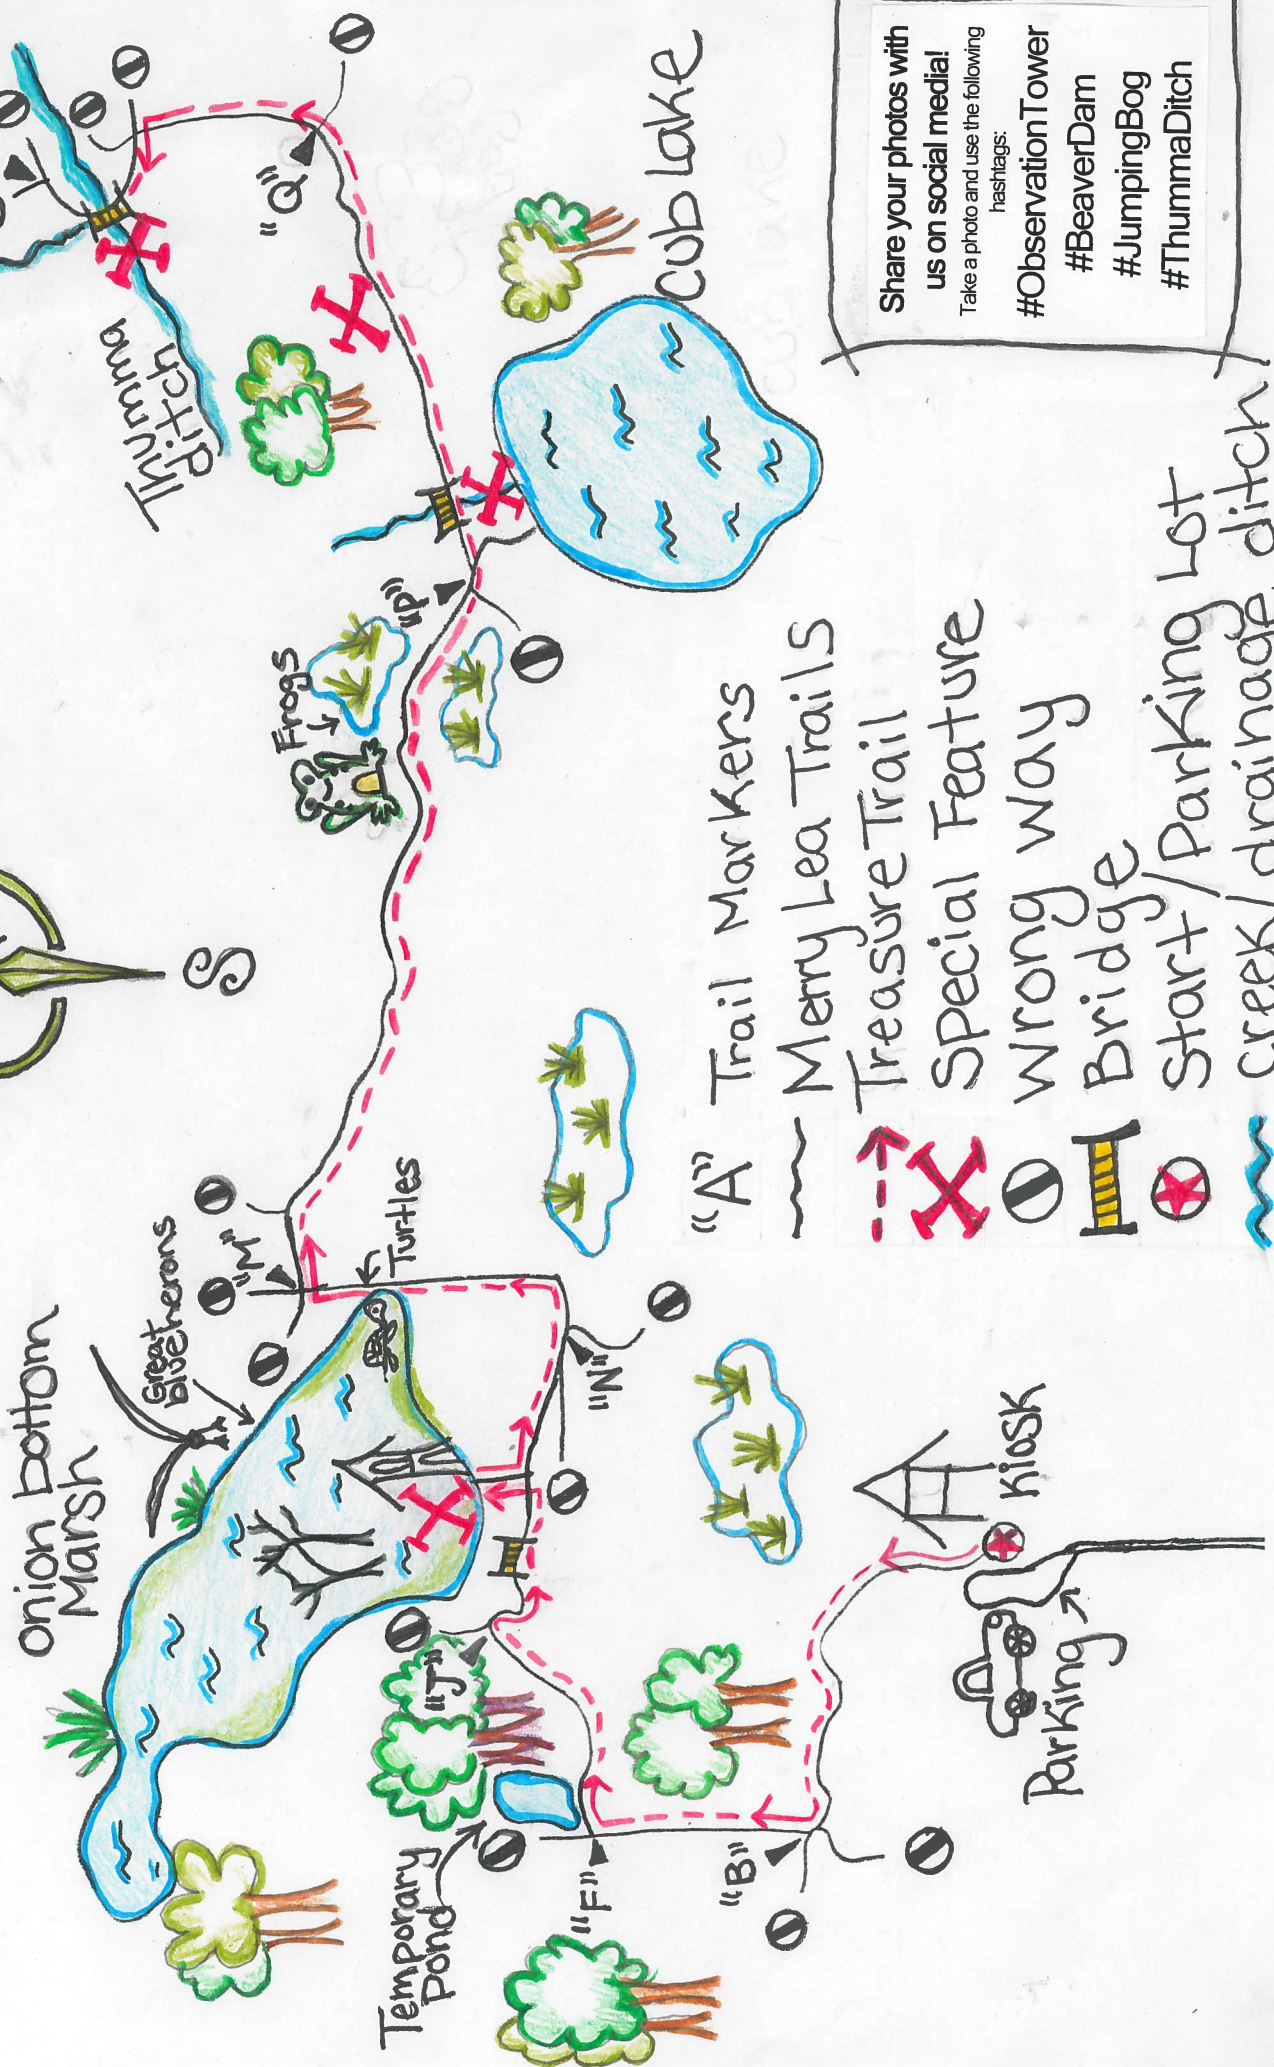 Onion bottom
Marsh
Great
blue herons
"M"
Turtles
Temporary
Pond
"J"
"F"
"B"
"N"
Kiosk
Parking
S
Frogs
"P"
Thumma
ditch
"Q"
Cub Lake
"A" Trail Markers
Merry Lea Trails
Treasure Trail
Special Feature
Wrong Way
Bridge
Start/Parking Lot
creek/drainage ditch
Share your photos with
us on social media!
Take a photo and use the following
hashtags:
#ObservationTower
#BeaverDam
#JumpingBog
#ThummaDitch